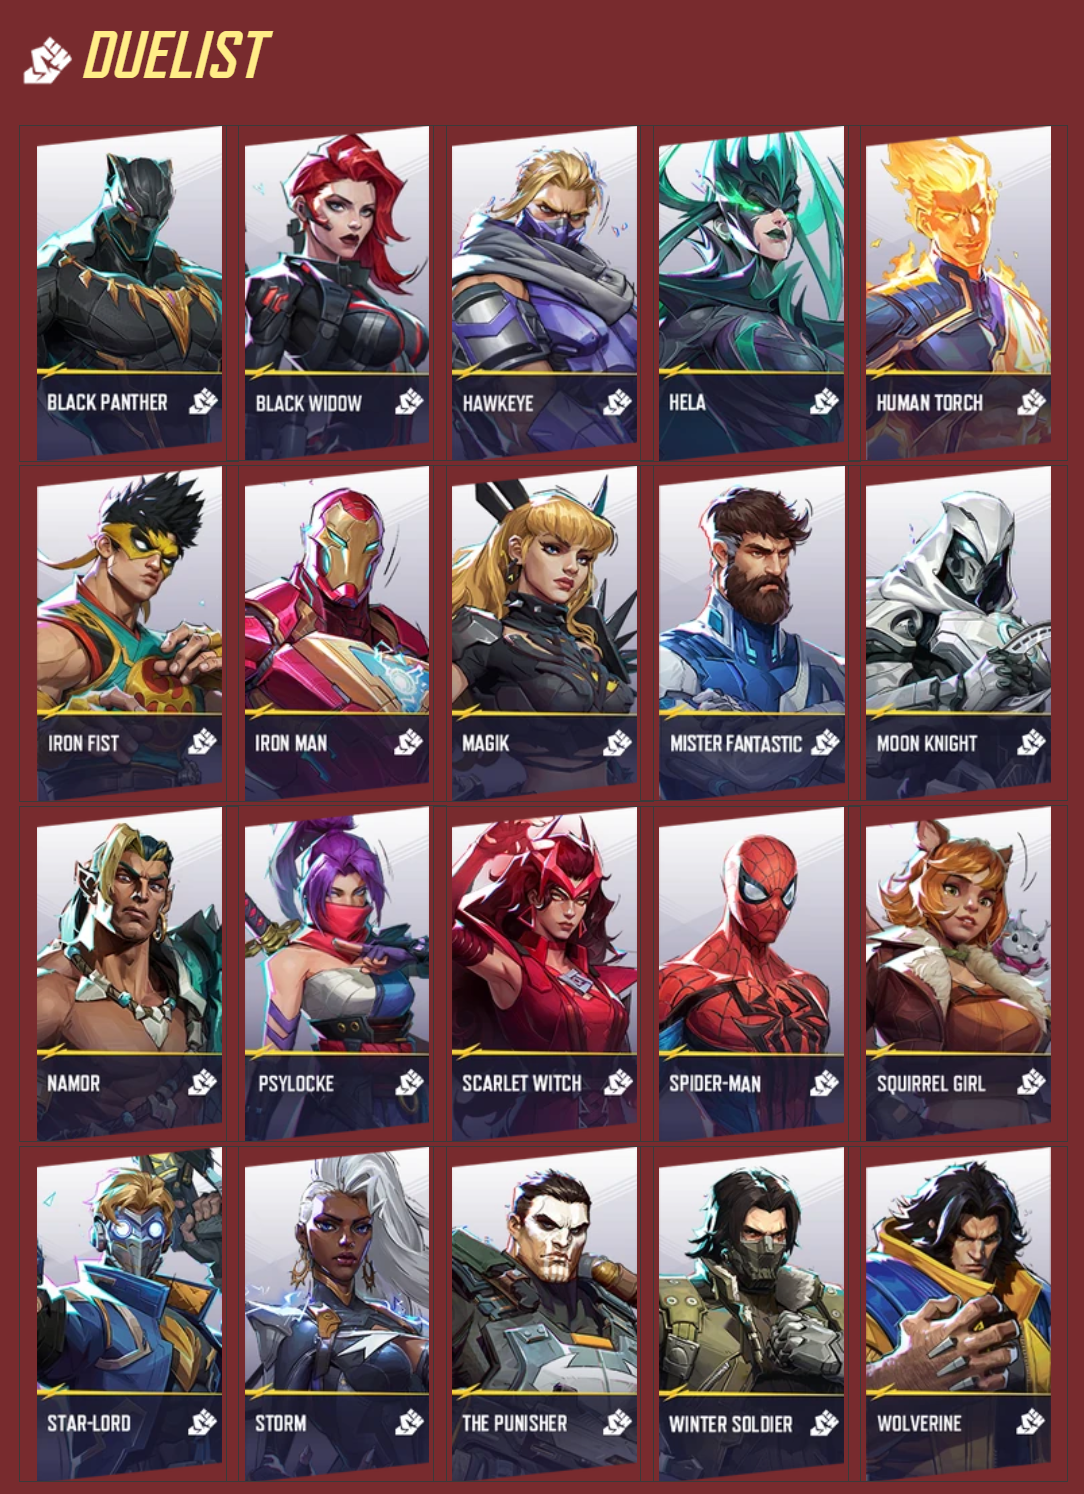 DUELIST
BLACK PANTHER
BLACK WIDOW
HAWKEYE
HELA
HUMAN TORCH
IRON FIST
IRON MAN
MAGIK
MISTER FANTASTIC
MOON KNIGHT
NAMOR
PSYLOCKE
SCARLET WITCH
SPIDER-MAN
SQUIRREL GIRL
STAR-LORD
STORM
THE PUNISHER
WINTER SOLDIER
WOLVERINE